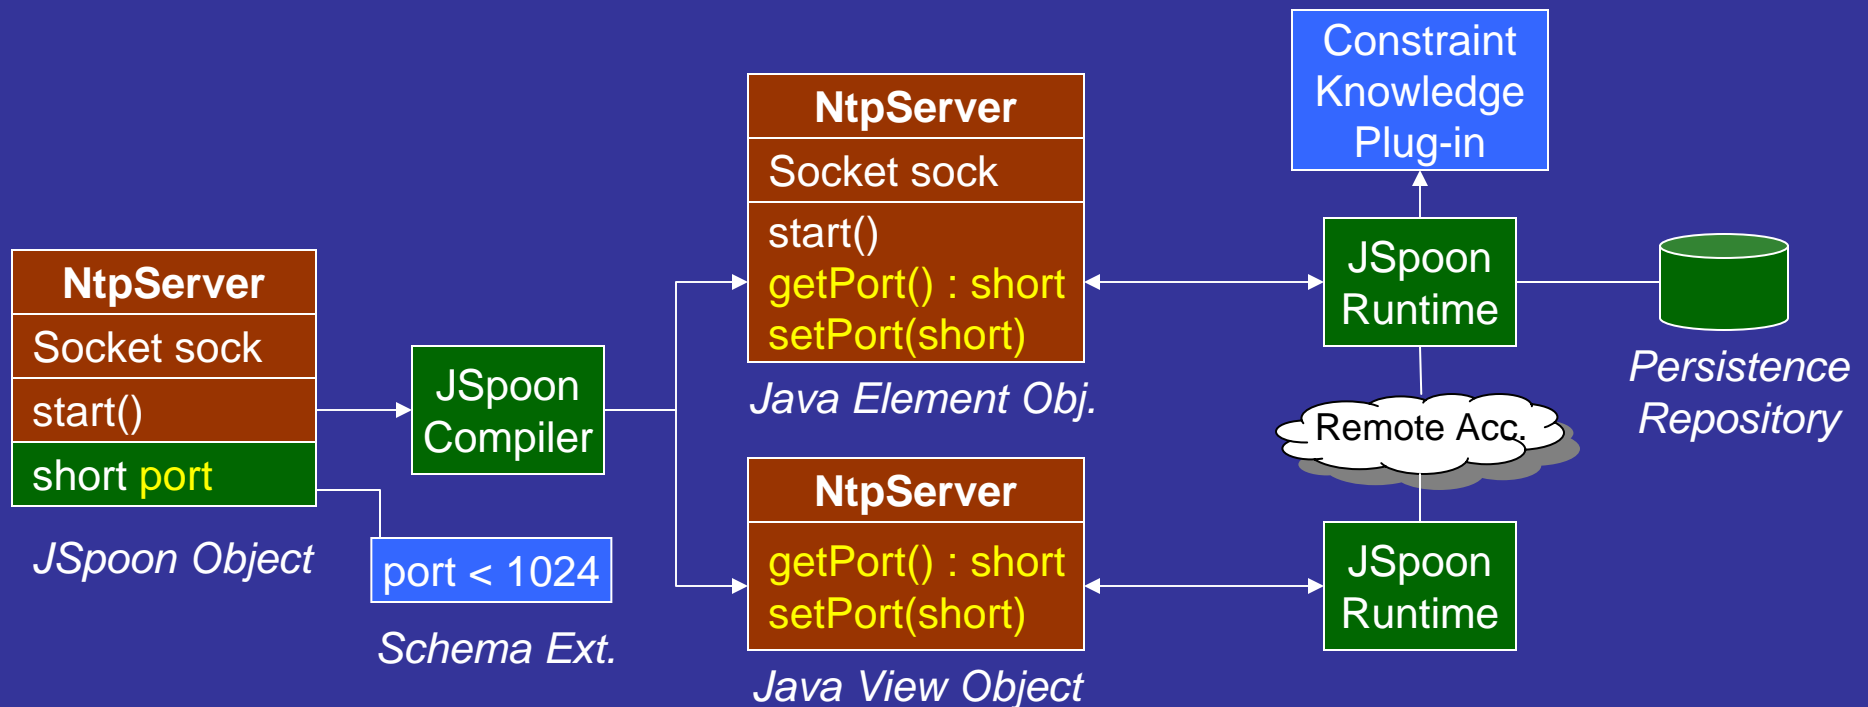 NtpServer
Socket sock
start()
short port
JSpoon Object
port < 1024
Schema Ext.
JSpoon
Compiler
NtpServer
Socket sock
start()
getPort() : short
setPort(short)
Java Element Obj.
NtpServer
getPort() : short
setPort(short)
Java View Object
Constraint
Knowledge
Plug-in
JSpoon
Runtime
Remote Acc.
JSpoon
Runtime
Persistence
Repository